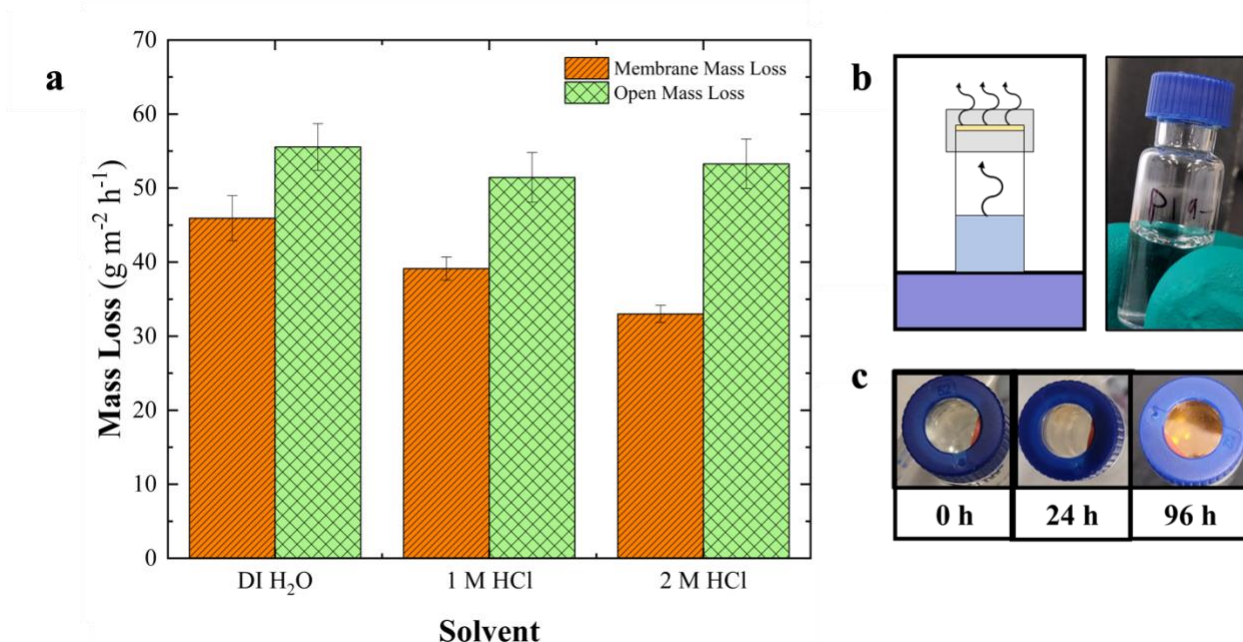 a
70
60
50
40
30
20
10
0
Mass Loss (g m⁻² h⁻¹)
Membrane Mass Loss
Open Mass Loss
DI H₂O
1 M HCl
2 M HCl
Solvent
b
c
0 h
24 h
96 h